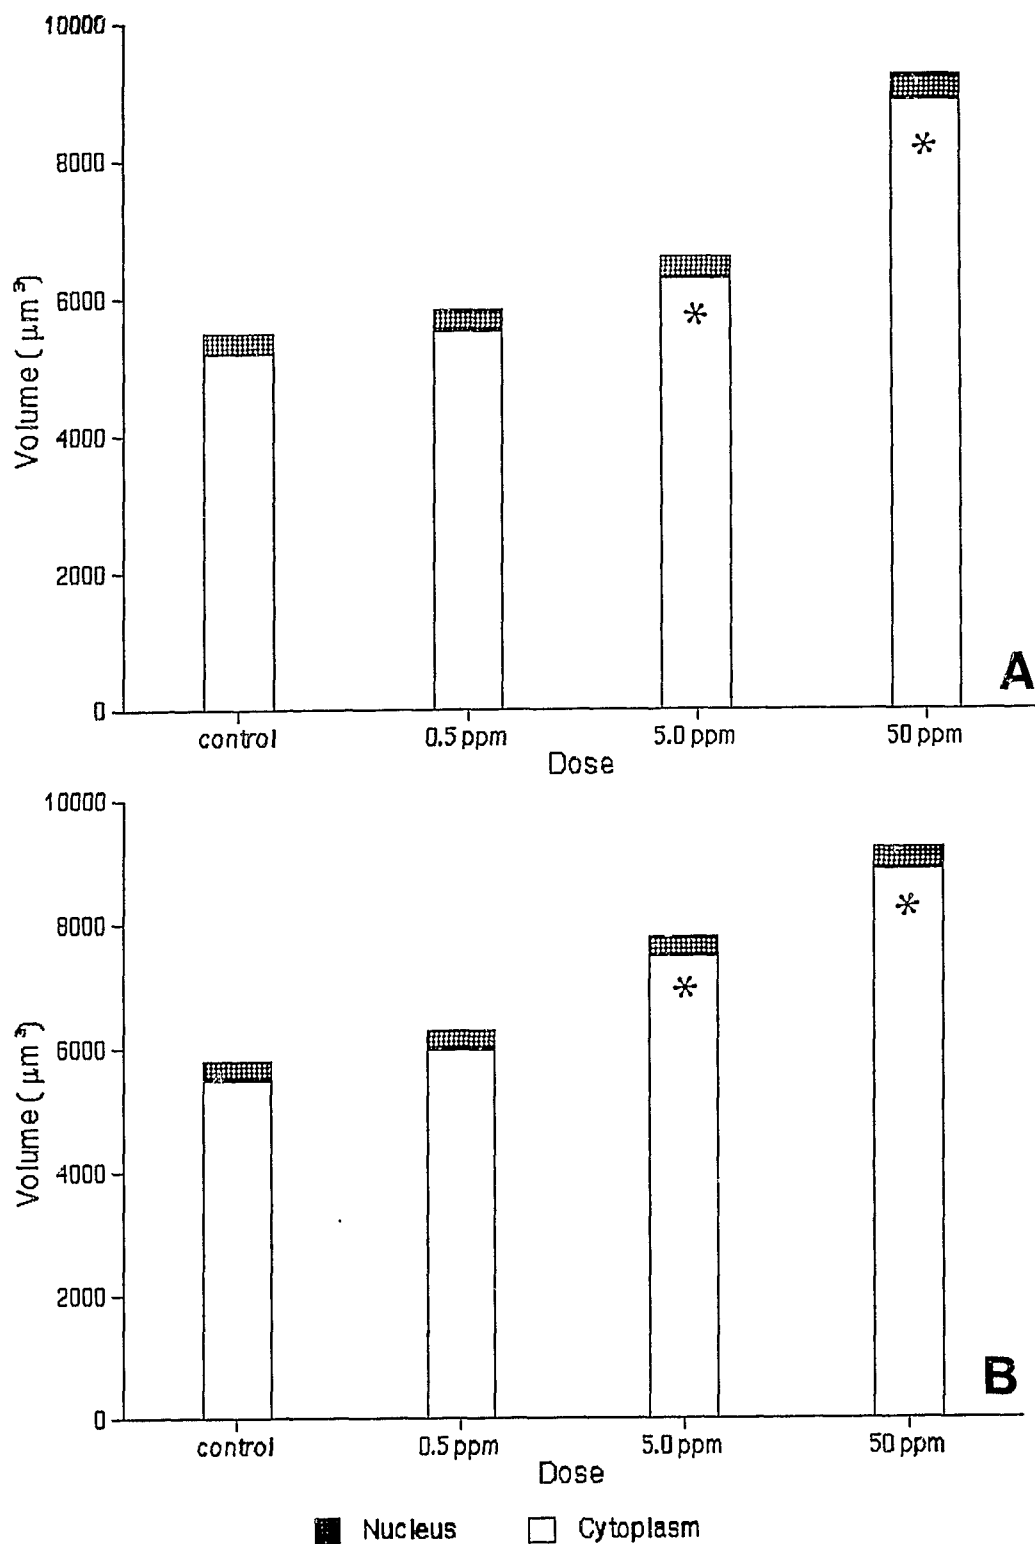 10000
8000
6000
4000
2000
0
Volume (μm³)
*
*
control
0.5 ppm
5.0 ppm
50 ppm
Dose
A
10000
8000
6000
4000
2000
0
Volume (μm³)
*
*
control
0.5 ppm
5.0 ppm
50 ppm
Dose
B
Nucleus Cytoplasm